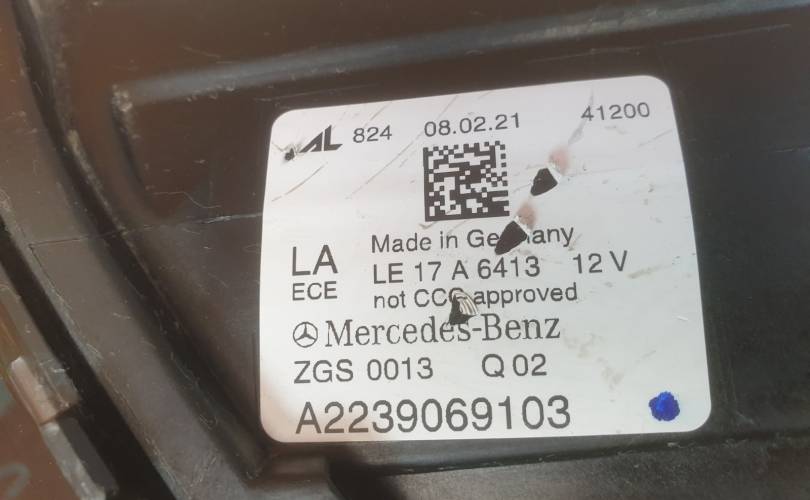 AL 824 08.02.21 41200
Made in Germany
LA LE 17 A 6413 12 V
ECE not CCC approved
Mercedes-Benz
ZGS 0013 Q 02
A2239069103